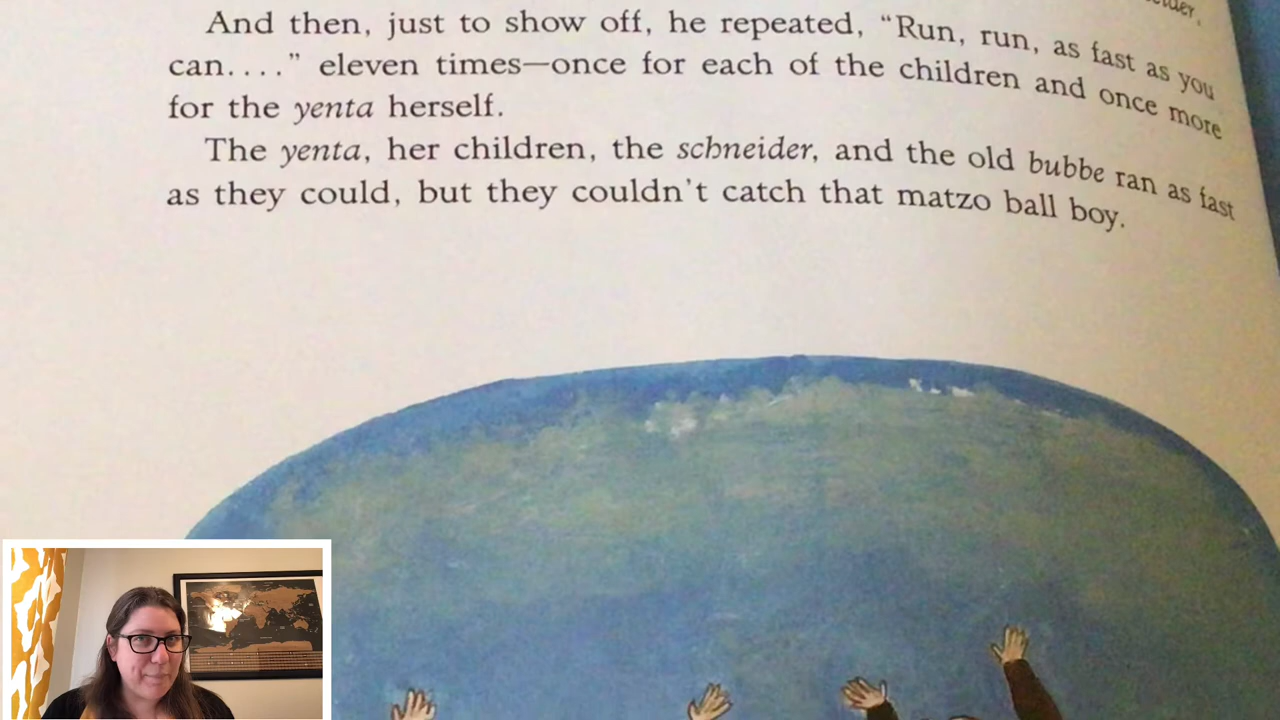 And then, just to show off, he repeated, “Run, run, as fast as you
can. . . .” eleven times—once for each of the children and once more
for the yenta herself.
The yenta, her children, the schneider, and the old bubbe ran as fast
as they could, but they couldn't catch that matzo ball boy.